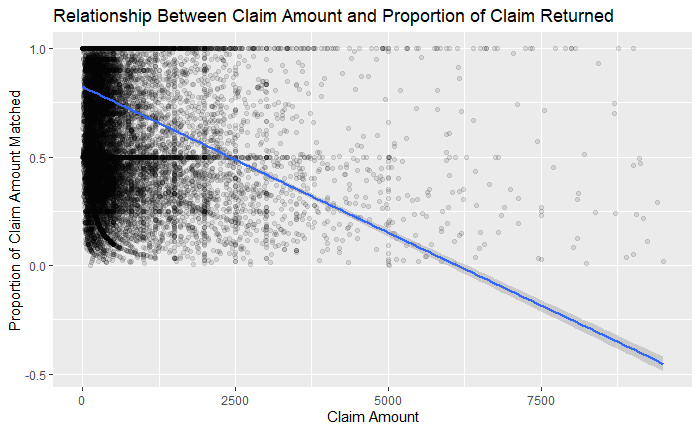 Relationship Between Claim Amount and Proportion of Claim Returned
Proportion of Claim Amount Matched
1.0
0.5
0.0
-0.5
0
2500
5000
7500
Claim Amount